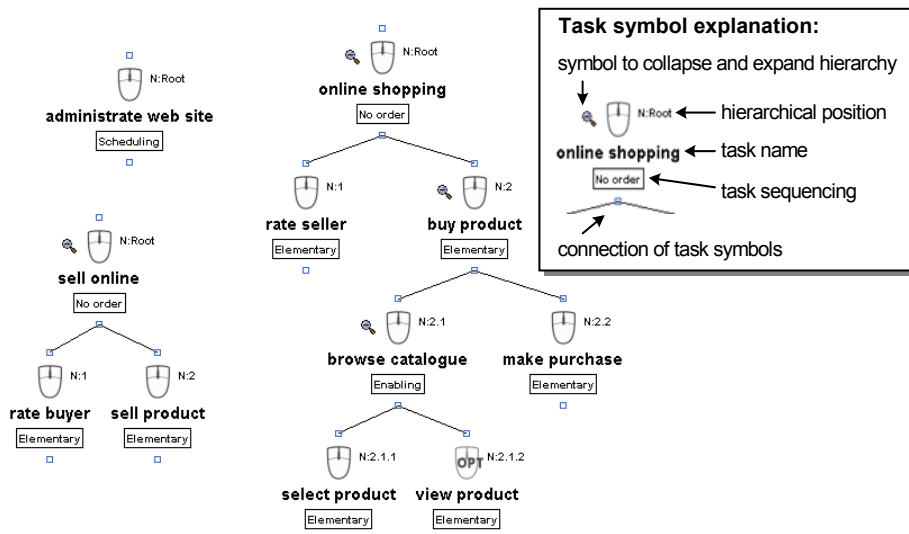 N:Root
administrate web site
Scheduling
N:Root
sell online
No order
N:1
rate buyer
Elementary
N:2
sell product
Elementary
N:Root
online shopping
No order
N:1
rate seller
Elementary
N:2
buy product
Elementary
N:2.1
browse catalogue
Enabling
N:2.2
make purchase
Elementary
N:2.1.1
select product
Elementary
OPT
N:2.1.2
view product
Elementary
Task symbol explanation:
symbol to collapse and expand hierarchy
N:Root
hierarchical position
online shopping
task name
No order
task sequencing
connection of task symbols